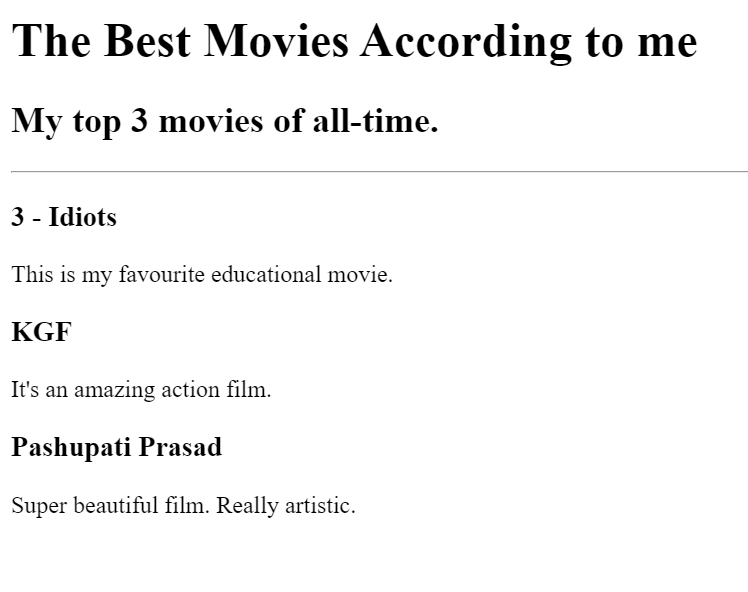 The Best Movies According to me
My top 3 movies of all-time.
3 - Idiots
This is my favourite educational movie.
KGF
It's an amazing action film.
Pashupati Prasad
Super beautiful film. Really artistic.